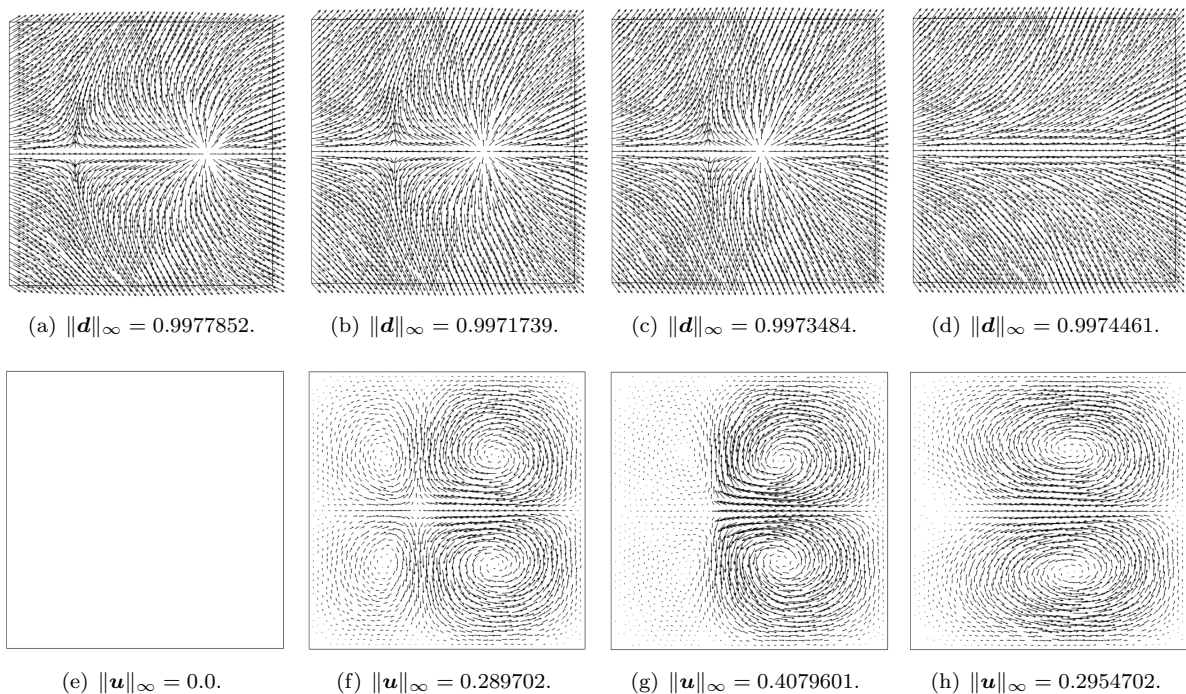 (a) ‖d‖∞ = 0.9977852.
(b) ‖d‖∞ = 0.9971739.
(c) ‖d‖∞ = 0.9973484.
(d) ‖d‖∞ = 0.9974461.
(e) ‖u‖∞ = 0.0.
(f) ‖u‖∞ = 0.289702.
(g) ‖u‖∞ = 0.4079601.
(h) ‖u‖∞ = 0.2954702.